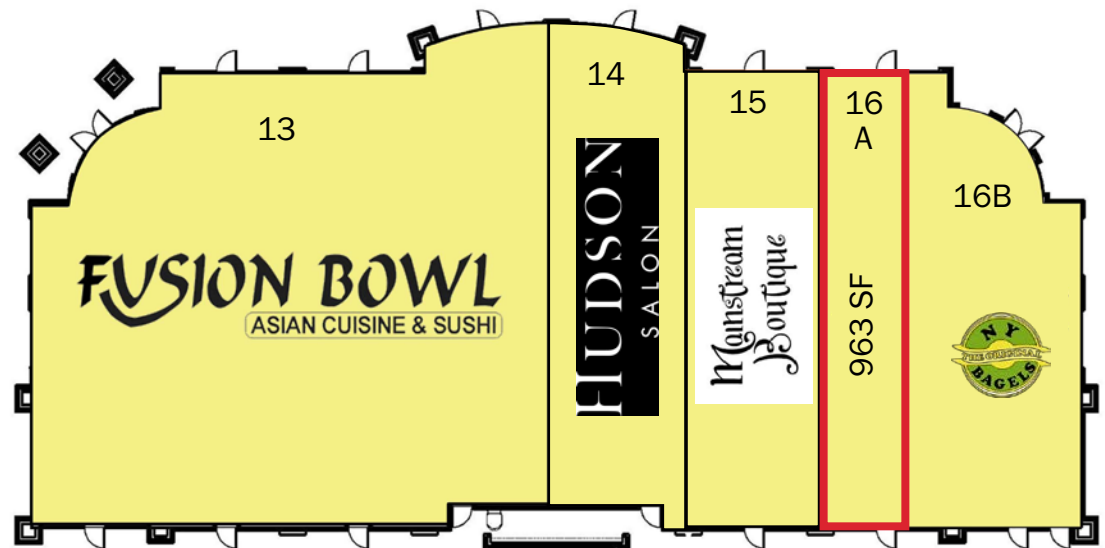 13
FUSION BOWL
ASIAN CUISINE & SUSHI
14
HUDSON
SALON
15
Mainstream
Boutique
16
A
963 SF
16B
NY
THE ORIGINAL
BAGELS